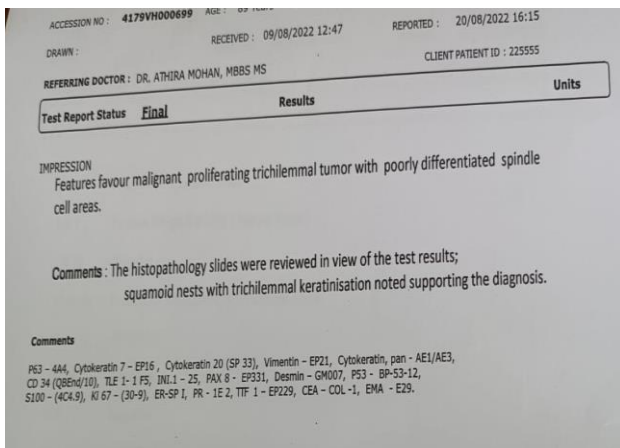 ACCESSION NO : 4179VH000699 AGE :
DRAWN : RECEIVED : 09/08/2022 12:47 REPORTED : 20/08/2022 16:15
REFERRING DOCTOR : DR. ATHIRA MOHAN, MBBS MS CLIENT PATIENT ID : 225555
Test Report Status Final Results Units
IMPRESSION
Features favour malignant proliferating trichilemmal tumor with poorly differentiated spindle
cell areas.
Comments : The histopathology slides were reviewed in view of the test results;
squamoid nests with trichilemmal keratinisation noted supporting the diagnosis.
Comments
P63 – 4A4, Cytokeratin 7 – EP16 , Cytokeratin 20 (SP 33), Vimentin – EP21, Cytokeratin, pan - AE1/AE3,
CD 34 (QBEnd/10), TLE 1- 1 F5, INI.1 – 25, PAX 8 - EP331, Desmin – GM007, P53 - BP-53-12,
S100 – (4C4.9), KI 67 – (30-9), ER-SP I, PR - 1E 2, TTF 1 – EP229, CEA – COL -1, EMA - E29.